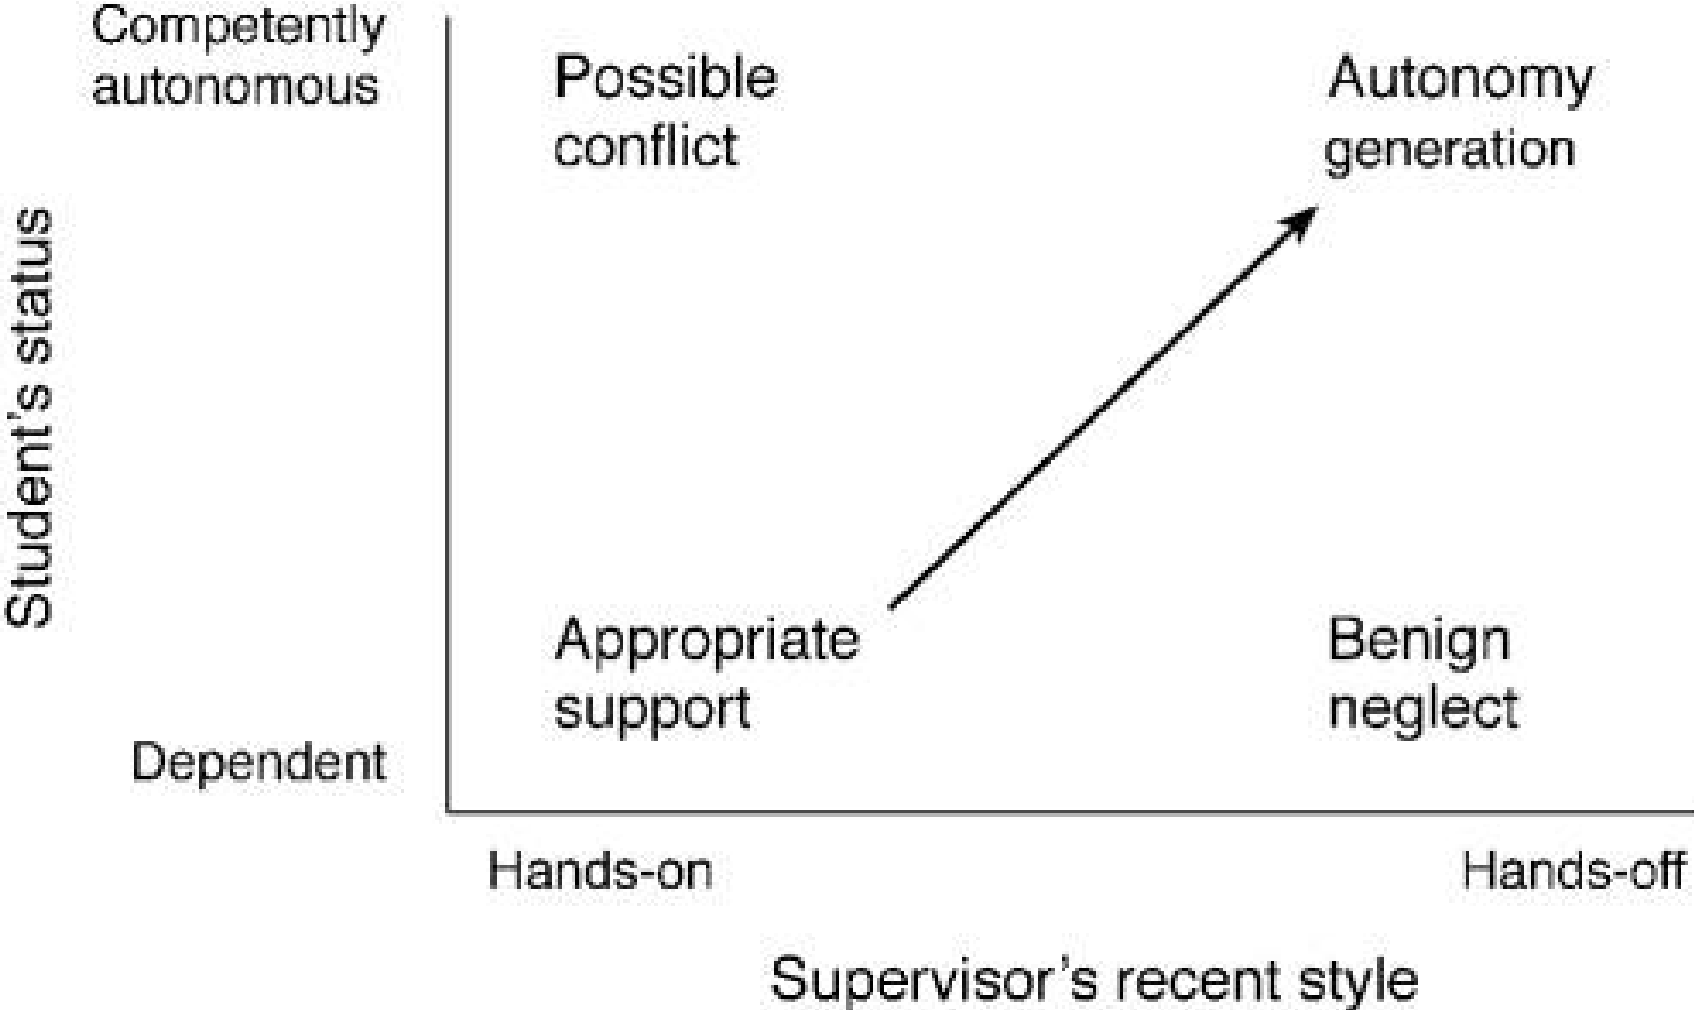 Competently
autonomous
Possible
conflict
Autonomy
generation
Student's status
Appropriate
support
Benign
neglect
Dependent
Hands-on
Hands-off
Supervisor's recent style